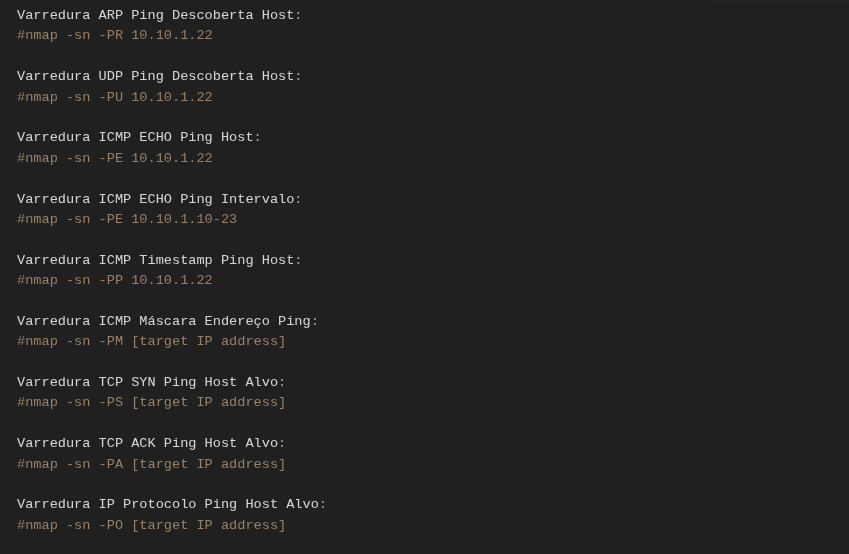 Varredura ARP Ping Descoberta Host:
#nmap -sn -PR 10.10.1.22
Varredura UDP Ping Descoberta Host:
#nmap -sn -PU 10.10.1.22
Varredura ICMP ECHO Ping Host:
#nmap -sn -PE 10.10.1.22
Varredura ICMP ECHO Ping Intervalo:
#nmap -sn -PE 10.10.1.10-23
Varredura ICMP Timestamp Ping Host:
#nmap -sn -PP 10.10.1.22
Varredura ICMP Máscara Endereço Ping:
#nmap -sn -PM [target IP address]
Varredura TCP SYN Ping Host Alvo:
#nmap -sn -PS [target IP address]
Varredura TCP ACK Ping Host Alvo:
#nmap -sn -PA [target IP address]
Varredura IP Protocolo Ping Host Alvo:
#nmap -sn -PO [target IP address]